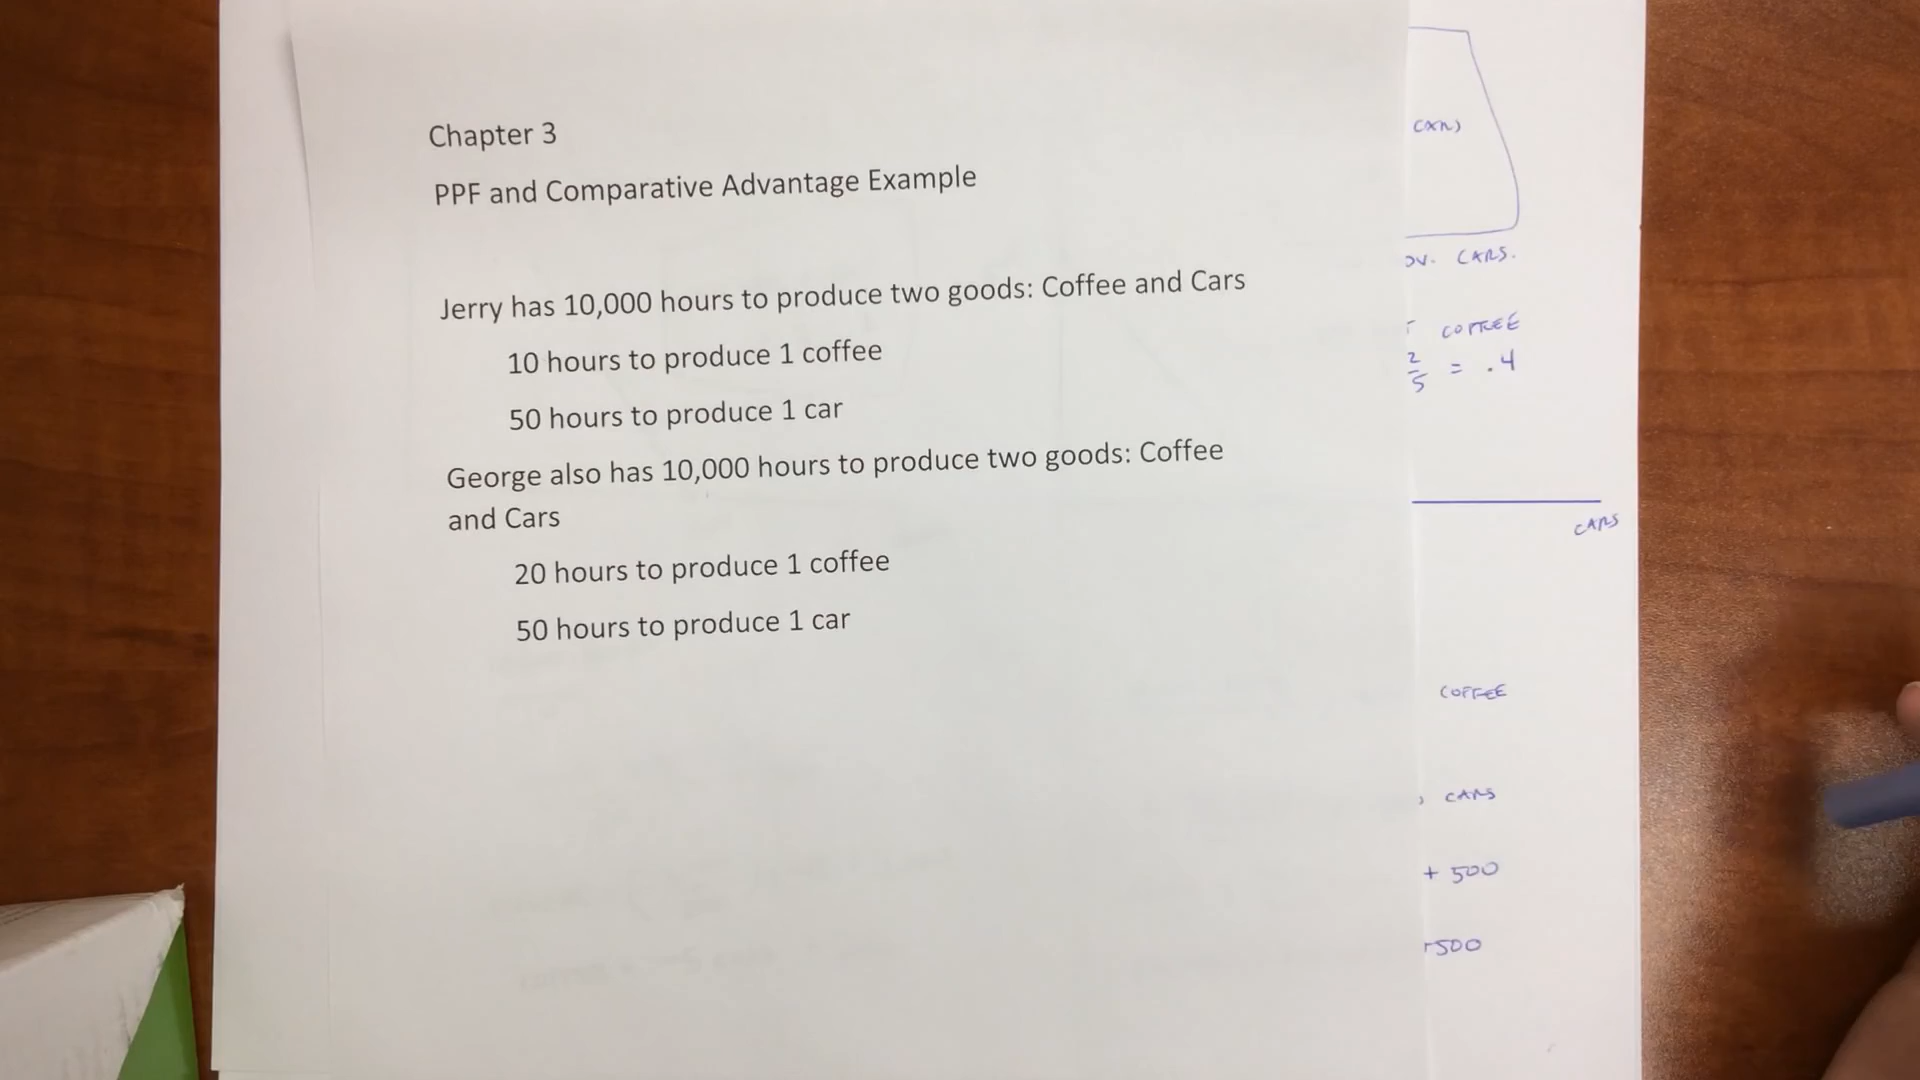 Chapter 3
PPF and Comparative Advantage Example
Jerry has 10,000 hours to produce two goods: Coffee and Cars
10 hours to produce 1 coffee
50 hours to produce 1 car
George also has 10,000 hours to produce two goods: Coffee
and Cars
20 hours to produce 1 coffee
50 hours to produce 1 car
CARS
CARS.
COFFEE
2/5 = .4
CARS
COFFEE
CARS
+ 500
+500